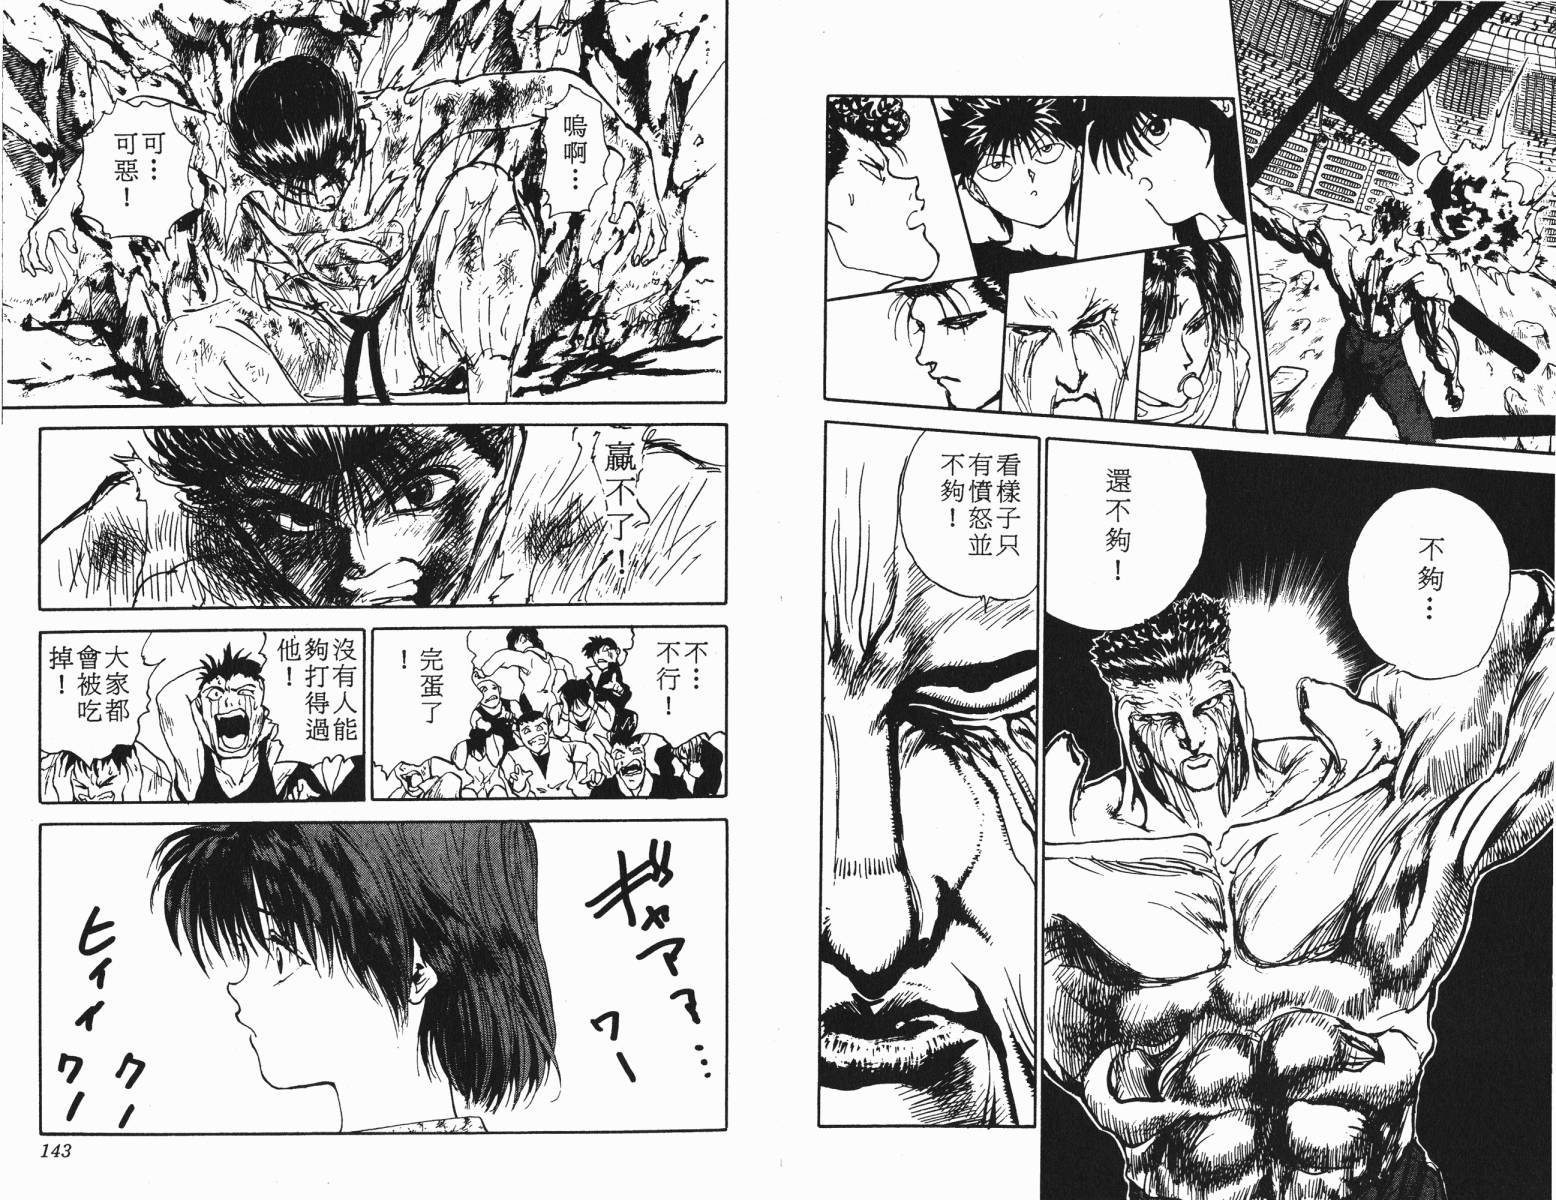 不夠…
還不夠！
看樣子只
有憤怒並
不夠！
嗚啊…
可…
可惡！
贏不了！
不…
不行！
完蛋了
！
沒有人能
夠打得過
他！
大家都
會被吃
掉！
ギャアアア…
ワー
ヒィィィ
クー
ワー
143